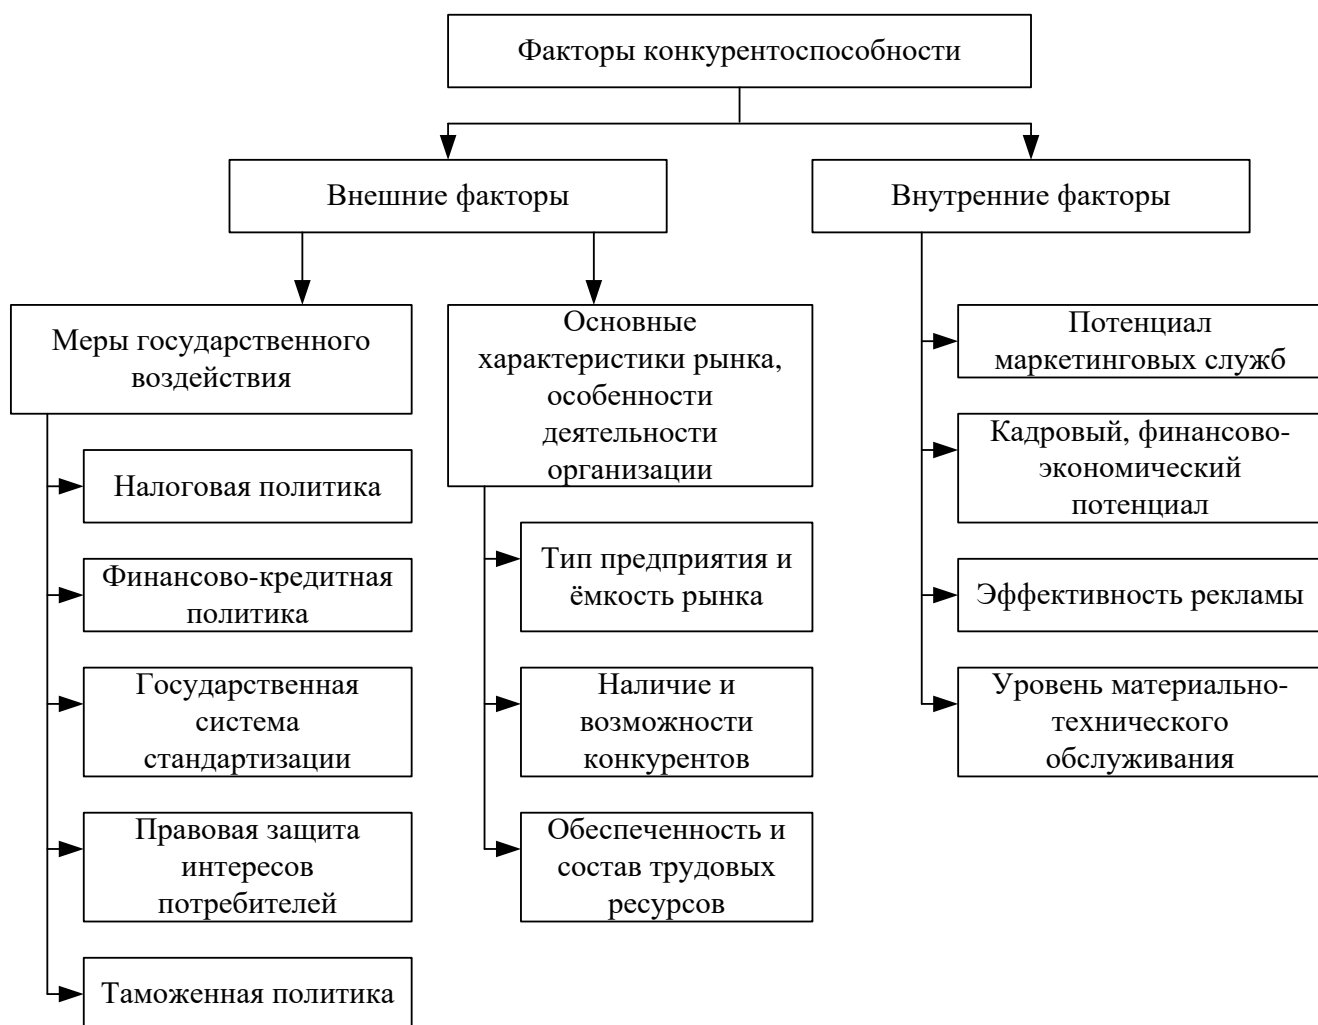 Факторы конкурентоспособности
Внешние факторы
Внутренние факторы
Меры государственного
воздействия
Налоговая политика
Финансово-кредитная
политика
Государственная
система
стандартизации
Правовая защита
интересов
потребителей
Таможенная политика
Основные
характеристики рынка,
особенности
деятельности
организации
Тип предприятия и
ёмкость рынка
Наличие и
возможности
конкурентов
Обеспеченность и
состав трудовых
ресурсов
Потенциал
маркетинговых служб
Кадровый, финансово-
экономический
потенциал
Эффективность рекламы
Уровень материально-
технического
обслуживания